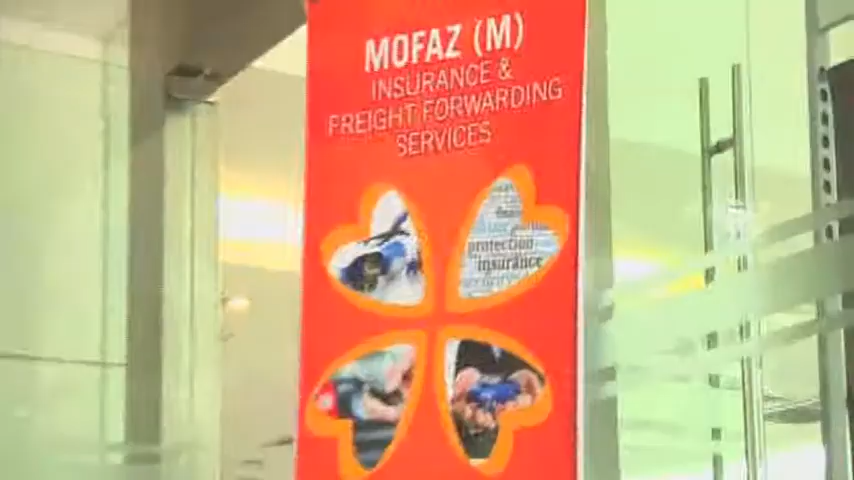 MOFAZ (M)
INSURANCE &
FREIGHT FORWARDING
SERVICES
protection
insurance